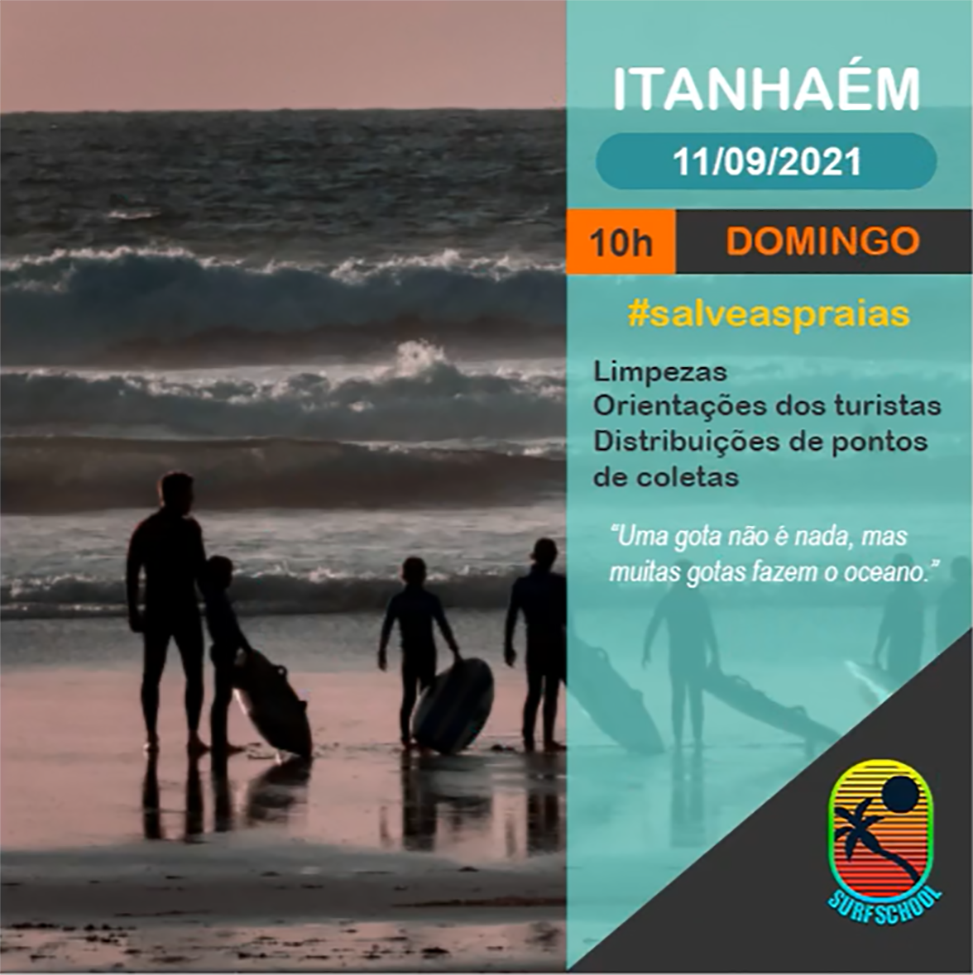 ITANHAÉM
11/09/2021
10h DOMINGO
#salveaspraias
Limpezas
Orientações dos turistas
Distribuições de pontos
de coletas
“Uma gota não é nada, mas
muitas gotas fazem o oceano.”
SURFSCHOOL